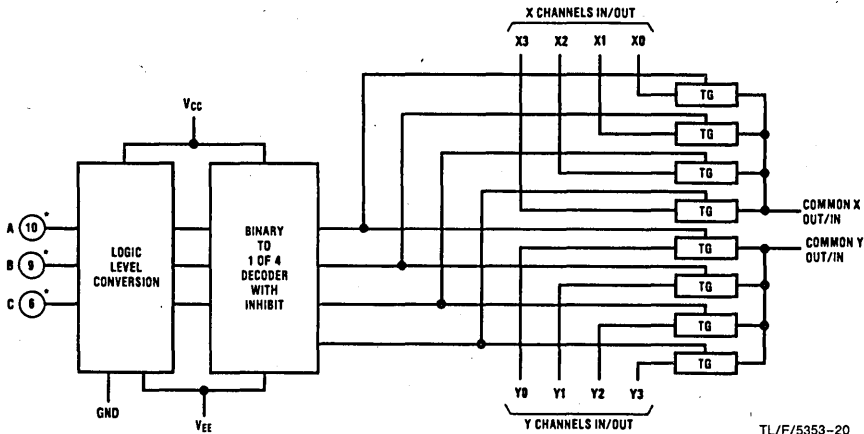 X CHANNELS IN/OUT
X3 X2 X1 X0
VCC
TG
TG
TG
TG
COMMON X
OUT/IN
A 10*
B 9*
C 6*
LOGIC
LEVEL
CONVERSION
BINARY
TO
1 OF 4
DECODER
WITH
INHIBIT
TG
COMMON Y
OUT/IN
TG
TG
TG
GND
VEE
Y0 Y1 Y2 Y3
Y CHANNELS IN/OUT
TL/F/5353-20